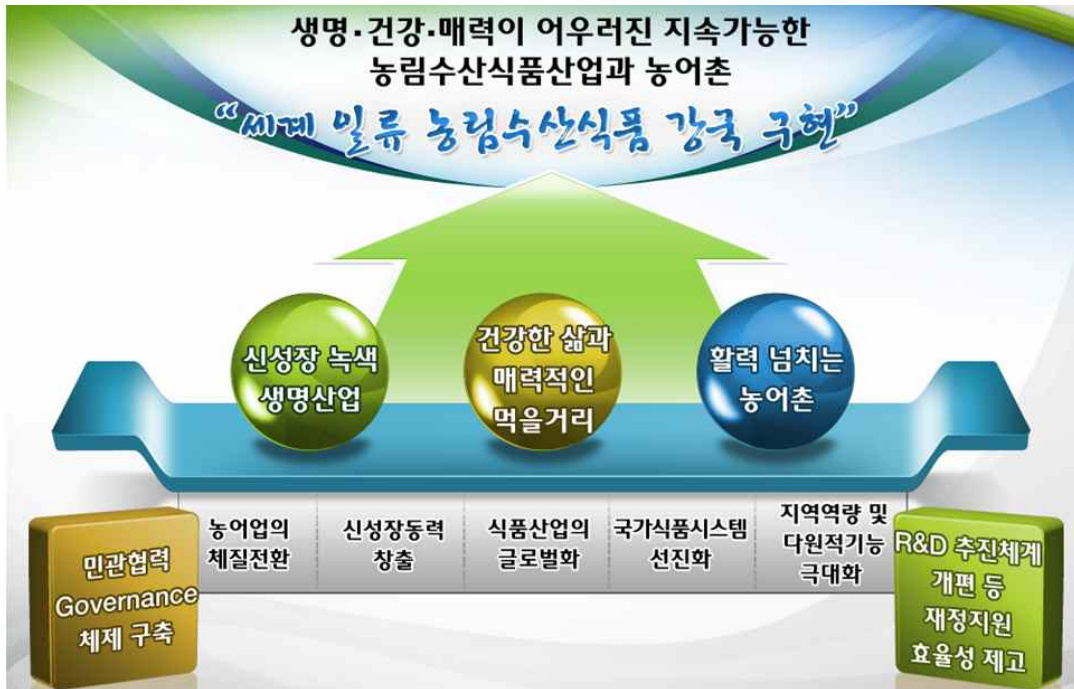 생명·건강·매력이 어우러진 지속가능한
농림수산식품산업과 농어촌
“세계 일류 농림수산식품 강국 구현”
신성장 녹색
생명산업
건강한 삶과
매력적인
먹을거리
활력 넘치는
농어촌
농어업의
체질전환
신성장동력
창출
식품산업의
글로벌화
국가식품시스템
선진화
지역역량 및
다원적기능
극대화
민관협력
Governance
체제 구축
R&D 추진체계
개편 등
재정지원
효율성 제고